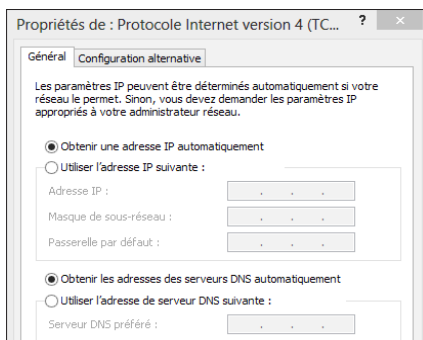 Propriétés de : Protocole Internet version 4 (TC... ? ×
Général Configuration alternative
Les paramètres IP peuvent être déterminés automatiquement si votre
réseau le permet. Sinon, vous devez demander les paramètres IP
appropriés à votre administrateur réseau.
Obtenir une adresse IP automatiquement
Utiliser l'adresse IP suivante :
Adresse IP : . . .
Masque de sous-réseau : . . .
Passerelle par défaut : . . .
Obtenir les adresses des serveurs DNS automatiquement
Utiliser l'adresse de serveur DNS suivante :
Serveur DNS préféré : . . .